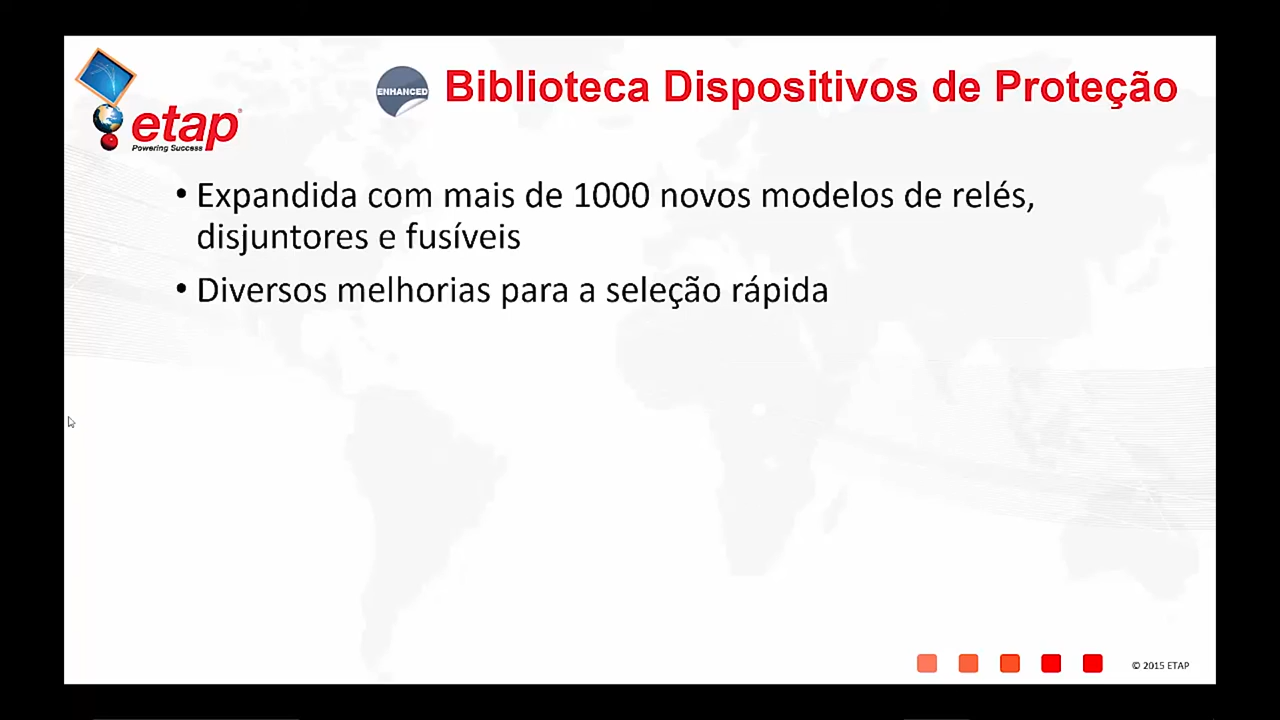 ENHANCED
Biblioteca Dispositivos de Proteção
etap®
Powering Success
• Expandida com mais de 1000 novos modelos de relés,
disjuntores e fusíveis
• Diversos melhorias para a seleção rápida
© 2015 ETAP